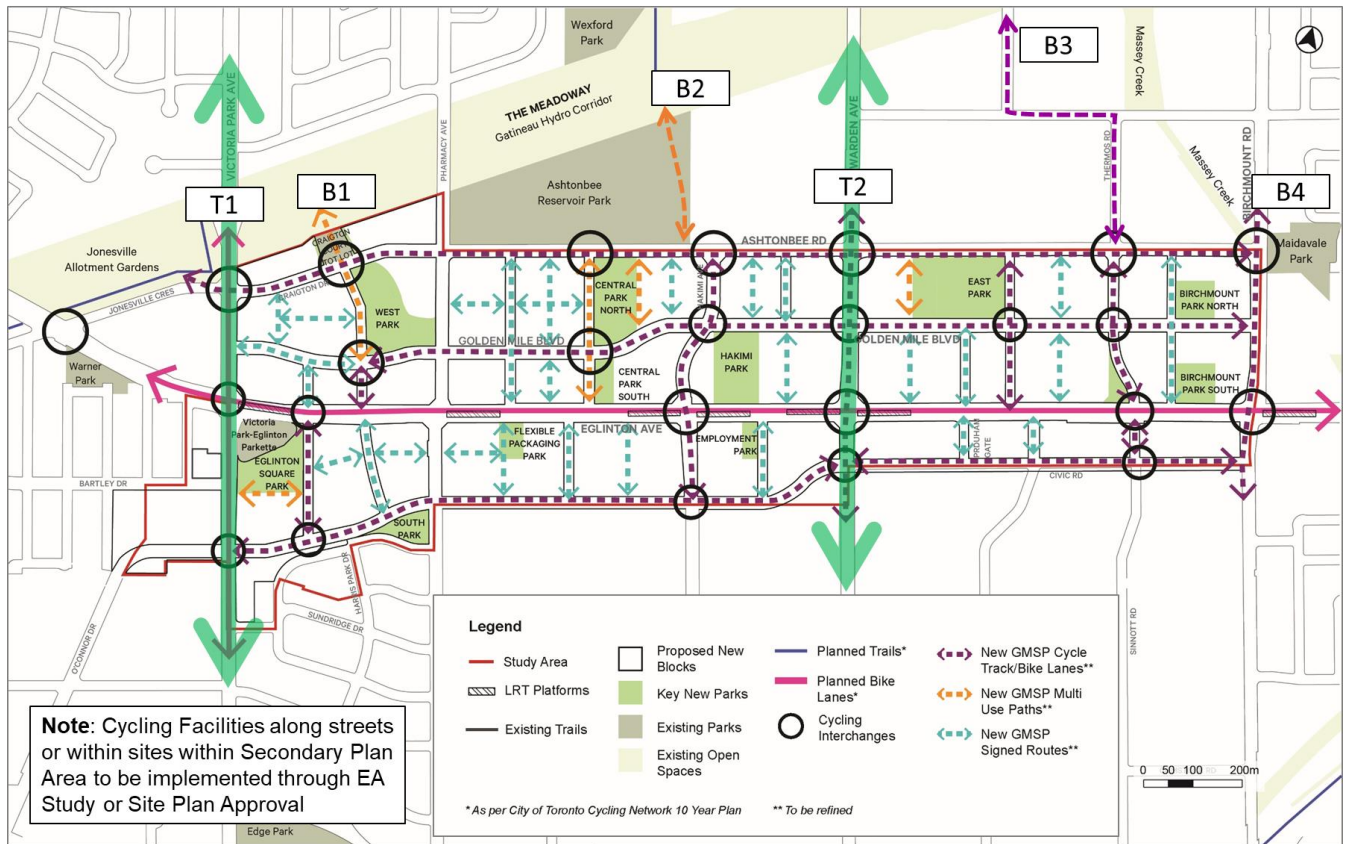 Wexford
Park
B3
Massey Creek
B2
THE MEADOWAY
Gatineau Hydro Corridor
VICTORIA PARK AVE
PHARMACY AVE
WARDEN AVE
THERMOS RD
Massey Creek
BIRCHMOUNT RD
T1
B1
Ashtonbee
Reservoir Park
T2
B4
Jonesville
Allotment Gardens
ASHTONBEE RD
Maidavale
Park
JONESVILLE CRES
CRAIGTON DR
TOT LOT
WEST
PARK
CENTRAL
PARK
NORTH
HAKIMI AVE
EAST
PARK
BIRCHMOUNT
PARK NORTH
GOLDEN MILE BLVD
GOLDEN MILE BLVD
Warner
Park
CENTRAL
PARK
SOUTH
HAKIMI
PARK
BIRCHMOUNT
PARK SOUTH
Victoria
Park-Eglinton
Parkette
EGLINTON AVE
FLEXIBLE
PACKAGING
PARK
EMPLOYMENT
PARK
PRUDHAM
GATE
EGLINTON
SQUARE
PARK
BARTLEY DR
CIVIC RD
SOUTH
PARK
HARRIS PARK DR
SUNDRIDGE DR
O'CONNOR DR
SINNOTT RD
Legend
Study Area
LRT Platforms
Existing Trails
Proposed New
Blocks
Key New Parks
Existing Parks
Existing Open
Spaces
Planned Trails*
Planned Bike
Lanes*
Cycling
Interchanges
New GMSP Cycle
Track/Bike Lanes**
New GMSP Multi
Use Paths**
New GMSP
Signed Routes**
* As per City of Toronto Cycling Network 10 Year Plan
** To be refined
0 50 100 200m
Note: Cycling Facilities along streets
or within sites within Secondary Plan
Area to be implemented through EA
Study or Site Plan Approval
Edge Park